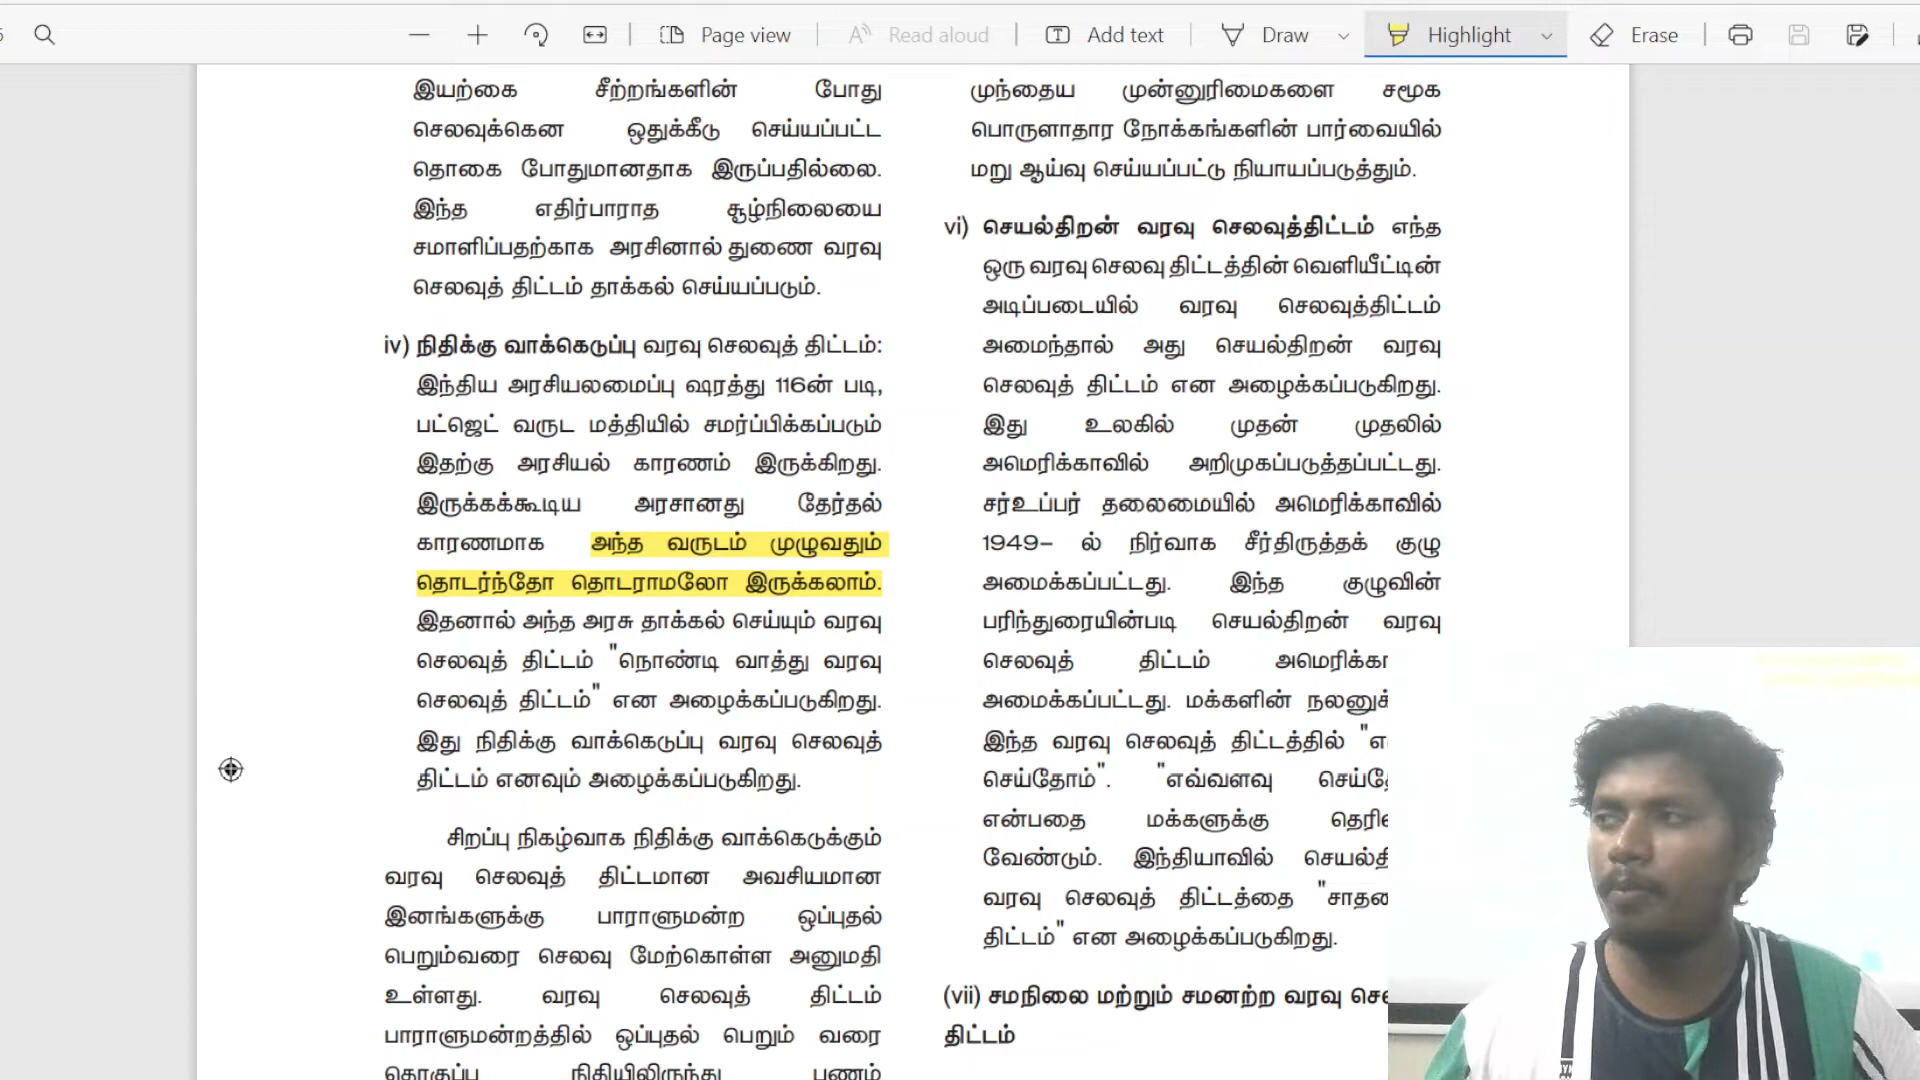 Page view
Read aloud
Add text
Draw
Highlight
Erase
இயற்கை சீற்றங்களின் போது
செலவுக்கென ஒதுக்கீடு செய்யப்பட்ட
தொகை போதுமானதாக இருப்பதில்லை.
இந்த எதிர்பாராத சூழ்நிலையை
சமாளிப்பதற்காக அரசினால் துணை வரவு
செலவுத் திட்டம் தாக்கல் செய்யப்படும்.
iv) நிதிக்கு வாக்கெடுப்பு வரவு செலவுத் திட்டம்:
இந்திய அரசியலமைப்பு ஷரத்து 116ன் படி,
பட்ஜெட் வருட மத்தியில் சமர்ப்பிக்கப்படும்
இதற்கு அரசியல் காரணம் இருக்கிறது.
இருக்கக்கூடிய அரசானது தேர்தல்
காரணமாக அந்த வருடம் முழுவதும்
தொடர்ந்தோ தொடராமலோ இருக்கலாம்.
இதனால் அந்த அரசு தாக்கல் செய்யும் வரவு
செலவுத் திட்டம் "நொண்டி வாத்து வரவு
செலவுத் திட்டம்" என அழைக்கப்படுகிறது.
இது நிதிக்கு வாக்கெடுப்பு வரவு செலவுத்
திட்டம் எனவும் அழைக்கப்படுகிறது.
சிறப்பு நிகழ்வாக நிதிக்கு வாக்கெடுக்கும்
வரவு செலவுத் திட்டமான அவசியமான
இனங்களுக்கு பாராளுமன்ற ஒப்புதல்
பெறும்வரை செலவு மேற்கொள்ள அனுமதி
உள்ளது. வரவு செலவுத் திட்டம்
பாராளுமன்றத்தில் ஒப்புதல் பெறும் வரை
தொகுப்பு நிதியிலிருந்து பணம்
முந்தைய முன்னுரிமைகளை சமூக
பொருளாதார நோக்கங்களின் பார்வையில்
மறு ஆய்வு செய்யப்பட்டு நியாயப்படுத்தும்.
vi) செயல்திறன் வரவு செலவுத்திட்டம் எந்த
ஒரு வரவு செலவு திட்டத்தின் வெளியீட்டின்
அடிப்படையில் வரவு செலவுத்திட்டம்
அமைந்தால் அது செயல்திறன் வரவு
செலவுத் திட்டம் என அழைக்கப்படுகிறது.
இது உலகில் முதன் முதலில்
அமெரிக்காவில் அறிமுகப்படுத்தப்பட்டது.
சர்உப்பர் தலைமையில் அமெரிக்காவில்
1949– ல் நிர்வாக சீர்திருத்தக் குழு
அமைக்கப்பட்டது. இந்த குழுவின்
பரிந்துரையின்படி செயல்திறன் வரவு
செலவுத் திட்டம்
அமைக்கப்பட்டது. மக்களின்
இந்த வரவு செலவுத் திட்டத்தில்
செய்தோம்". "எவ்வளவு
என்பதை மக்களுக்கு
வேண்டும். இந்தியாவில்
வரவு செலவுத் திட்டத்தை
திட்டம்" என அழைக்கப்படுகிறது.
(vii) சமநிலை மற்றும் சமனற்ற வரவு
திட்டம்